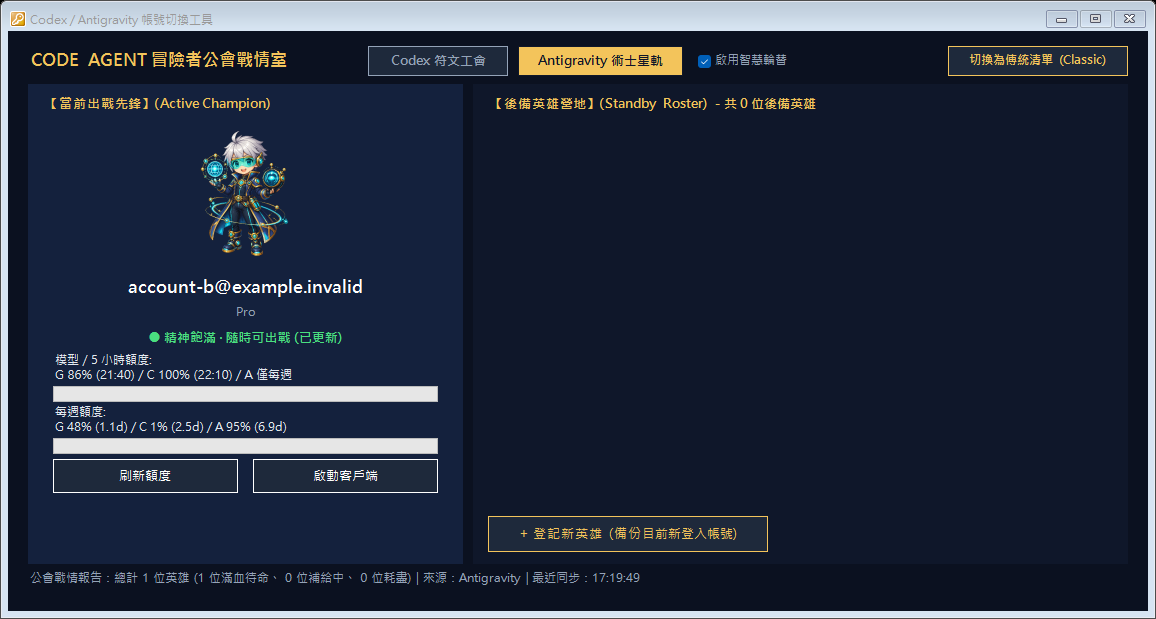 Codex / Antigravity 帳號切換工具
CODE AGENT 冒險者公會戰情室
Codex 符文工會
Antigravity 術士星軌
啟用智慧輪替
切換為傳統清單 (Classic)
【當前出戰先鋒】(Active Champion)
account-b@example.invalid
Pro
精神飽滿 · 隨時可出戰 (已更新)
模型 / 5 小時額度:
G 86% (21:40) / C 100% (22:10) / A 僅每週
每週額度:
G 48% (1.1d) / C 1% (2.5d) / A 95% (6.9d)
刷新額度
啟動客戶端
【後備英雄營地】(Standby Roster) - 共 0 位後備英雄
+ 登記新英雄 (備份目前新登入帳號)
公會戰情報告：總計 1 位英雄 (1 位滿血待命、 0 位補給中、 0 位耗盡) | 來源：Antigravity | 最近同步：17:19:49